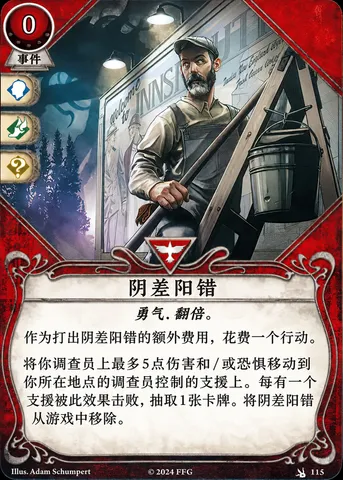 0
事件
Welcome
to
INNSMOUTH
阴差阳错
勇气．翻倍。
作为打出阴差阳错的额外费用，花费一个行动。
将你调查员上最多5点伤害和/或恐惧移动到
你所在地点的调查员控制的支援上。每有一个
支援被此效果击败，抽取1张卡牌。将阴差阳错
从游戏中移除。
Illus. Adam Schumpert
© 2024 FFG
115